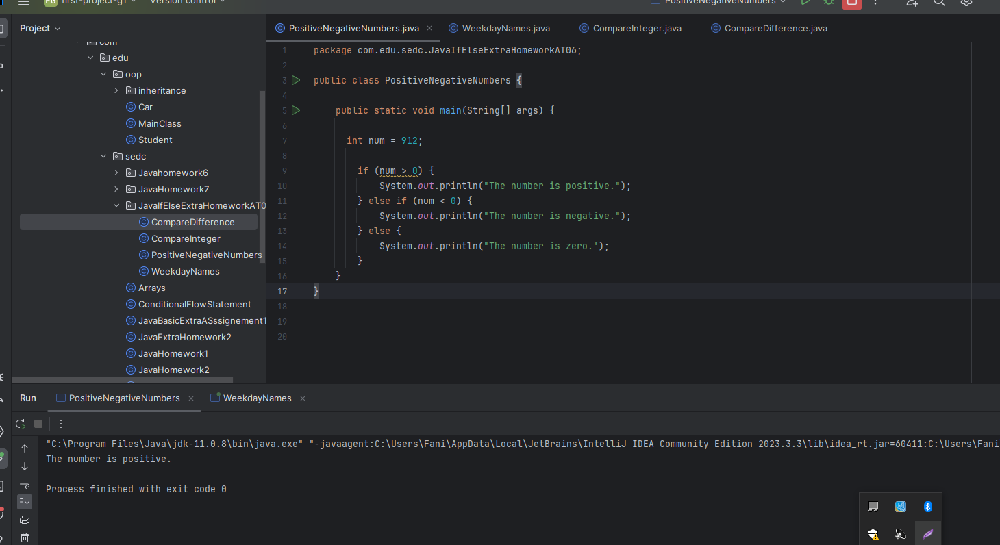 first-project-g1
Version control
PositiveNegativeNumbers
Project
PositiveNegativeNumbers.java
WeekdayNames.java
CompareInteger.java
CompareDifference.java
com
edu
oop
inheritance
Car
MainClass
Student
sedc
Javahomework6
JavaHomework7
JavaIfElseExtraHomeworkAT0
CompareDifference
CompareInteger
PositiveNegativeNumbers
WeekdayNames
Arrays
ConditionalFlowStatement
JavaBasicExtraASssignement1
JavaExtraHomework2
JavaHomework1
JavaHomework2
1 package com.edu.sedc.JavaIfElseExtraHomeworkAT06;
2
3 public class PositiveNegativeNumbers {
4
5 public static void main(String[] args) {
6
7 int num = 912;
8
9 if (num > 0) {
10 System.out.println("The number is positive.");
11 } else if (num < 0) {
12 System.out.println("The number is negative.");
13 } else {
14 System.out.println("The number is zero.");
15 }
16 }
17 }
18
19
20
Run
PositiveNegativeNumbers
WeekdayNames
"C:\Program Files\Java\jdk-11.0.8\bin\java.exe" "-javaagent:C:\Users\Fani\AppData\Local\JetBrains\IntelliJ IDEA Community Edition 2023.3.3\lib\idea_rt.jar=60411:C:\Users\Fani
The number is positive.
Process finished with exit code 0